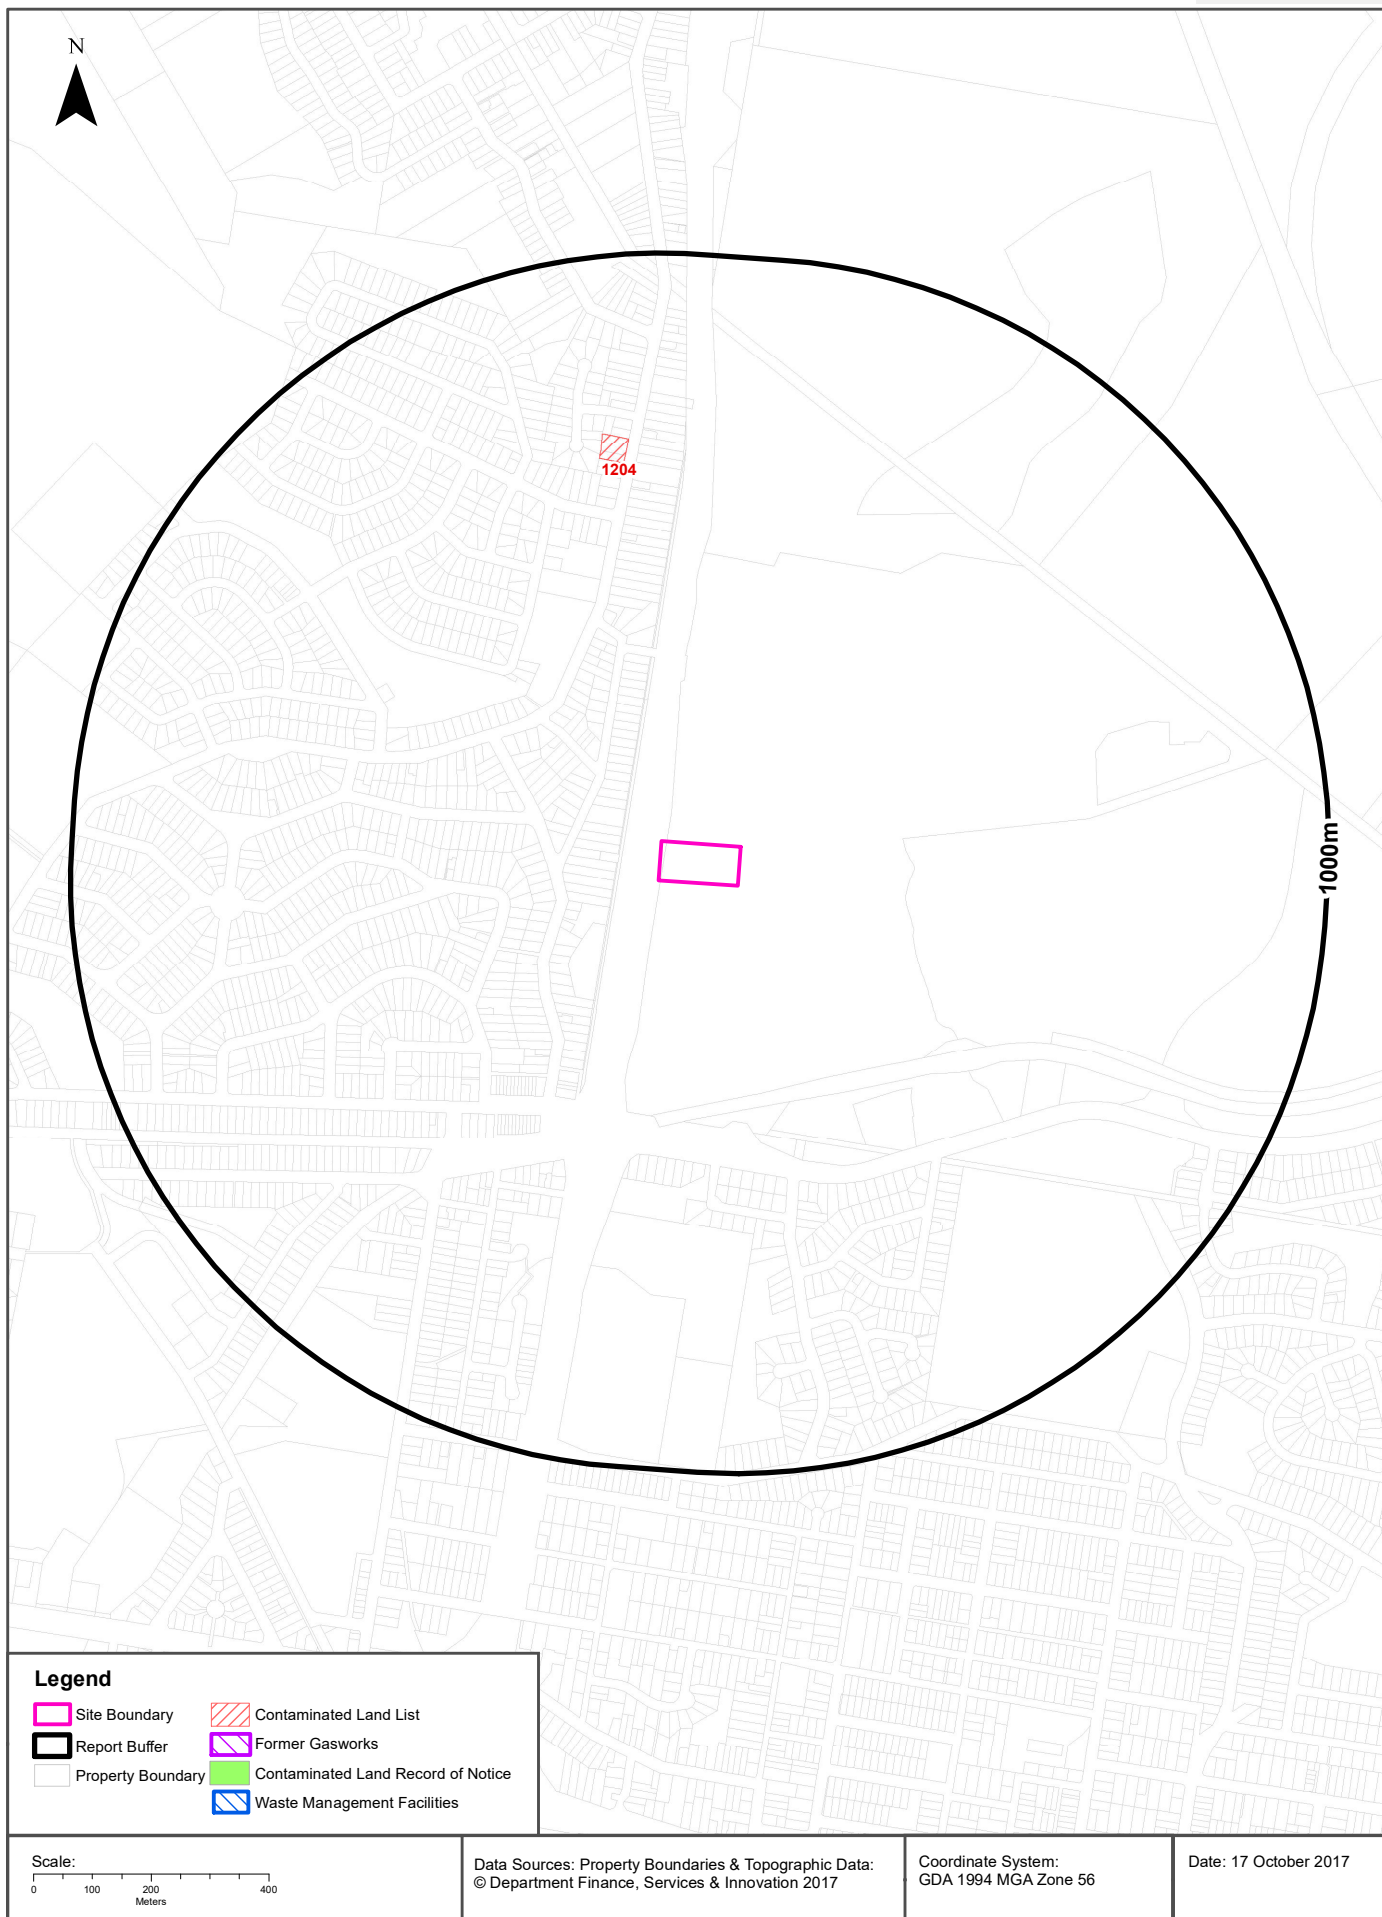 N
1204
1000m
Legend
Site Boundary
Contaminated Land List
Report Buffer
Former Gasworks
Property Boundary
Contaminated Land Record of Notice
Waste Management Facilities
Scale:
0 100 200 400
Meters
Data Sources: Property Boundaries & Topographic Data:
© Department Finance, Services & Innovation 2017
Coordinate System:
GDA 1994 MGA Zone 56
Date: 17 October 2017